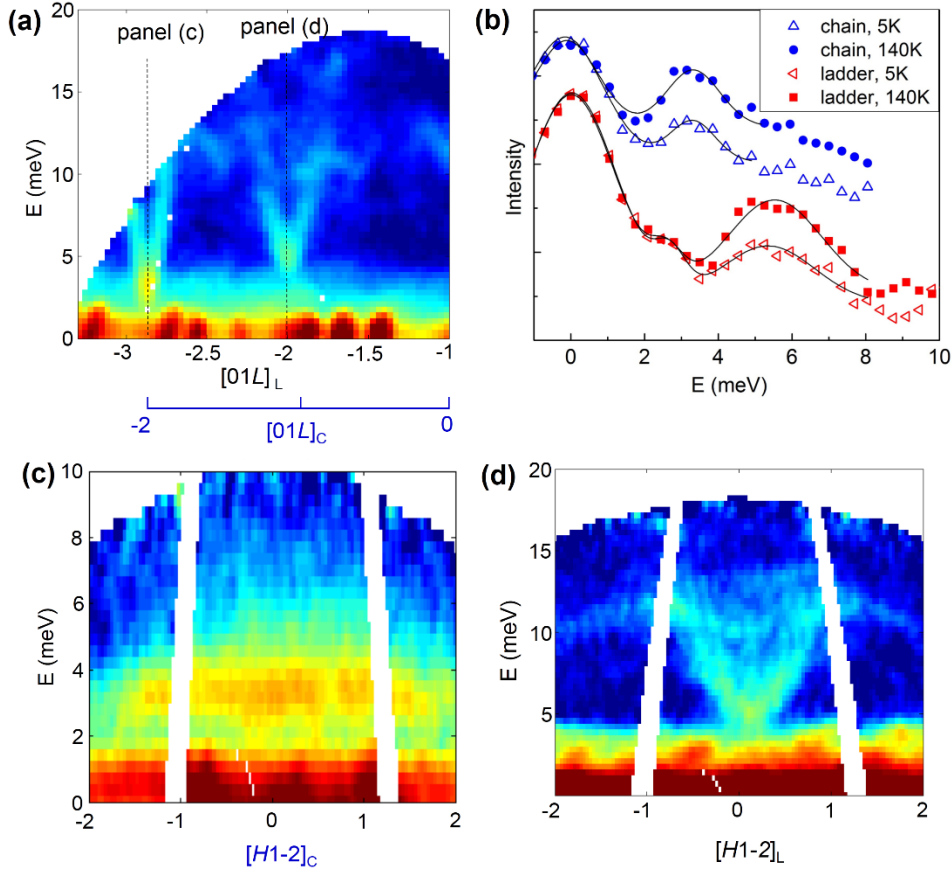 (a)
panel (c)
panel (d)
20
15
10
5
0
E (meV)
-3
-2.5
-2
-1.5
-1
[01L]L
-2
0
[01L]C
(b)
chain, 5K
chain, 140K
ladder, 5K
ladder, 140K
Intensity
0
2
4
6
8
10
E (meV)
(c)
10
8
6
4
2
0
E (meV)
-2
-1
0
1
2
[H1-2]C
(d)
20
15
10
5
E (meV)
-2
-1
0
1
2
[H1-2]L